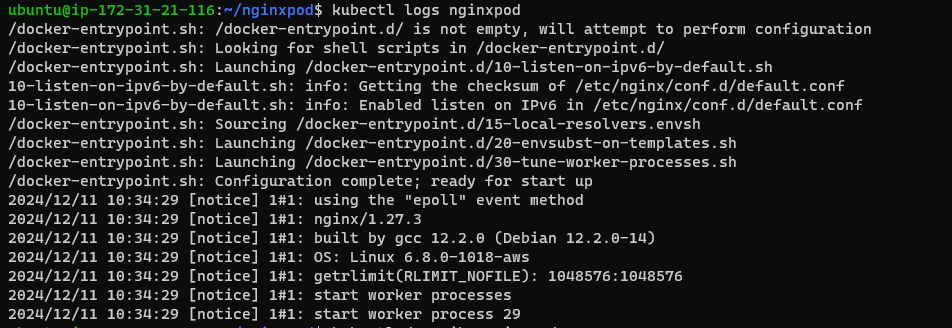 ubuntu@ip-172-31-21-116:~/nginxpod$ kubectl logs nginxpod
/docker-entrypoint.sh: /docker-entrypoint.d/ is not empty, will attempt to perform configuration
/docker-entrypoint.sh: Looking for shell scripts in /docker-entrypoint.d/
/docker-entrypoint.sh: Launching /docker-entrypoint.d/10-listen-on-ipv6-by-default.sh
10-listen-on-ipv6-by-default.sh: info: Getting the checksum of /etc/nginx/conf.d/default.conf
10-listen-on-ipv6-by-default.sh: info: Enabled listen on IPv6 in /etc/nginx/conf.d/default.conf
/docker-entrypoint.sh: Sourcing /docker-entrypoint.d/15-local-resolvers.envsh
/docker-entrypoint.sh: Launching /docker-entrypoint.d/20-envsubst-on-templates.sh
/docker-entrypoint.sh: Launching /docker-entrypoint.d/30-tune-worker-processes.sh
/docker-entrypoint.sh: Configuration complete; ready for start up
2024/12/11 10:34:29 [notice] 1#1: using the "epoll" event method
2024/12/11 10:34:29 [notice] 1#1: nginx/1.27.3
2024/12/11 10:34:29 [notice] 1#1: built by gcc 12.2.0 (Debian 12.2.0-14)
2024/12/11 10:34:29 [notice] 1#1: OS: Linux 6.8.0-1018-aws
2024/12/11 10:34:29 [notice] 1#1: getrlimit(RLIMIT_NOFILE): 1048576:1048576
2024/12/11 10:34:29 [notice] 1#1: start worker processes
2024/12/11 10:34:29 [notice] 1#1: start worker process 29